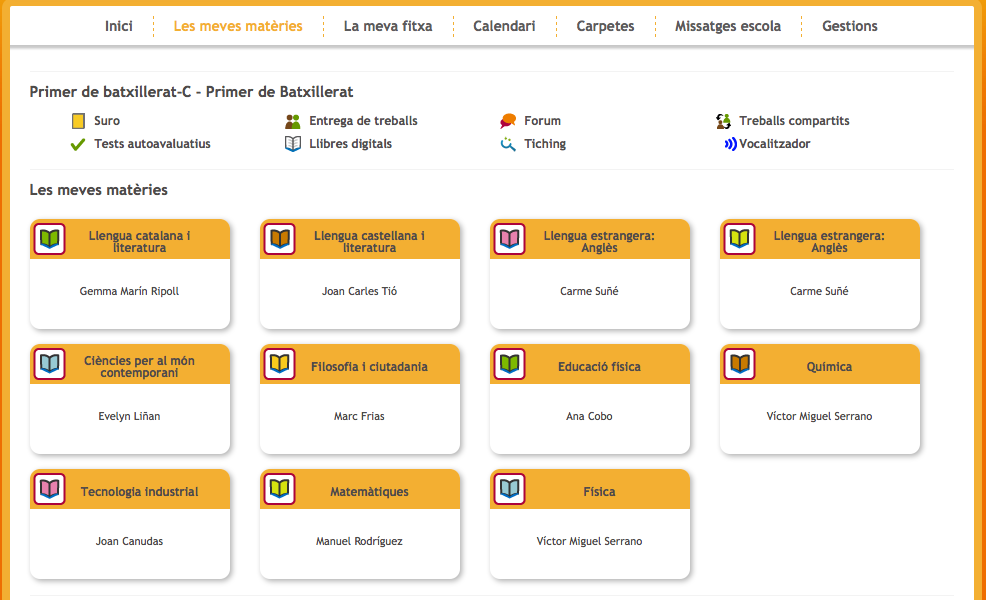 Inici
Les meves matèries
La meva fitxa
Calendari
Carpetes
Missatges escola
Gestions
Primer de batxillerat-C - Primer de Batxillerat
Suro
Entrega de treballs
Forum
Treballs compartits
Tests autoavaluatius
Llibres digitals
Tiching
Vocalitzador
Les meves matèries
Llengua catalana i
literatura
Gemma Marín Ripoll
Llengua castellana i
literatura
Joan Carles Tió
Llengua estrangera:
Anglès
Carme Suñé
Llengua estrangera:
Anglès
Carme Suñé
Ciències per al món
contemporani
Evelyn Liñan
Filosofia i ciutadania
Marc Frias
Educació física
Ana Cobo
Química
Víctor Miguel Serrano
Tecnologia industrial
Joan Canudas
Matemàtiques
Manuel Rodríguez
Física
Víctor Miguel Serrano